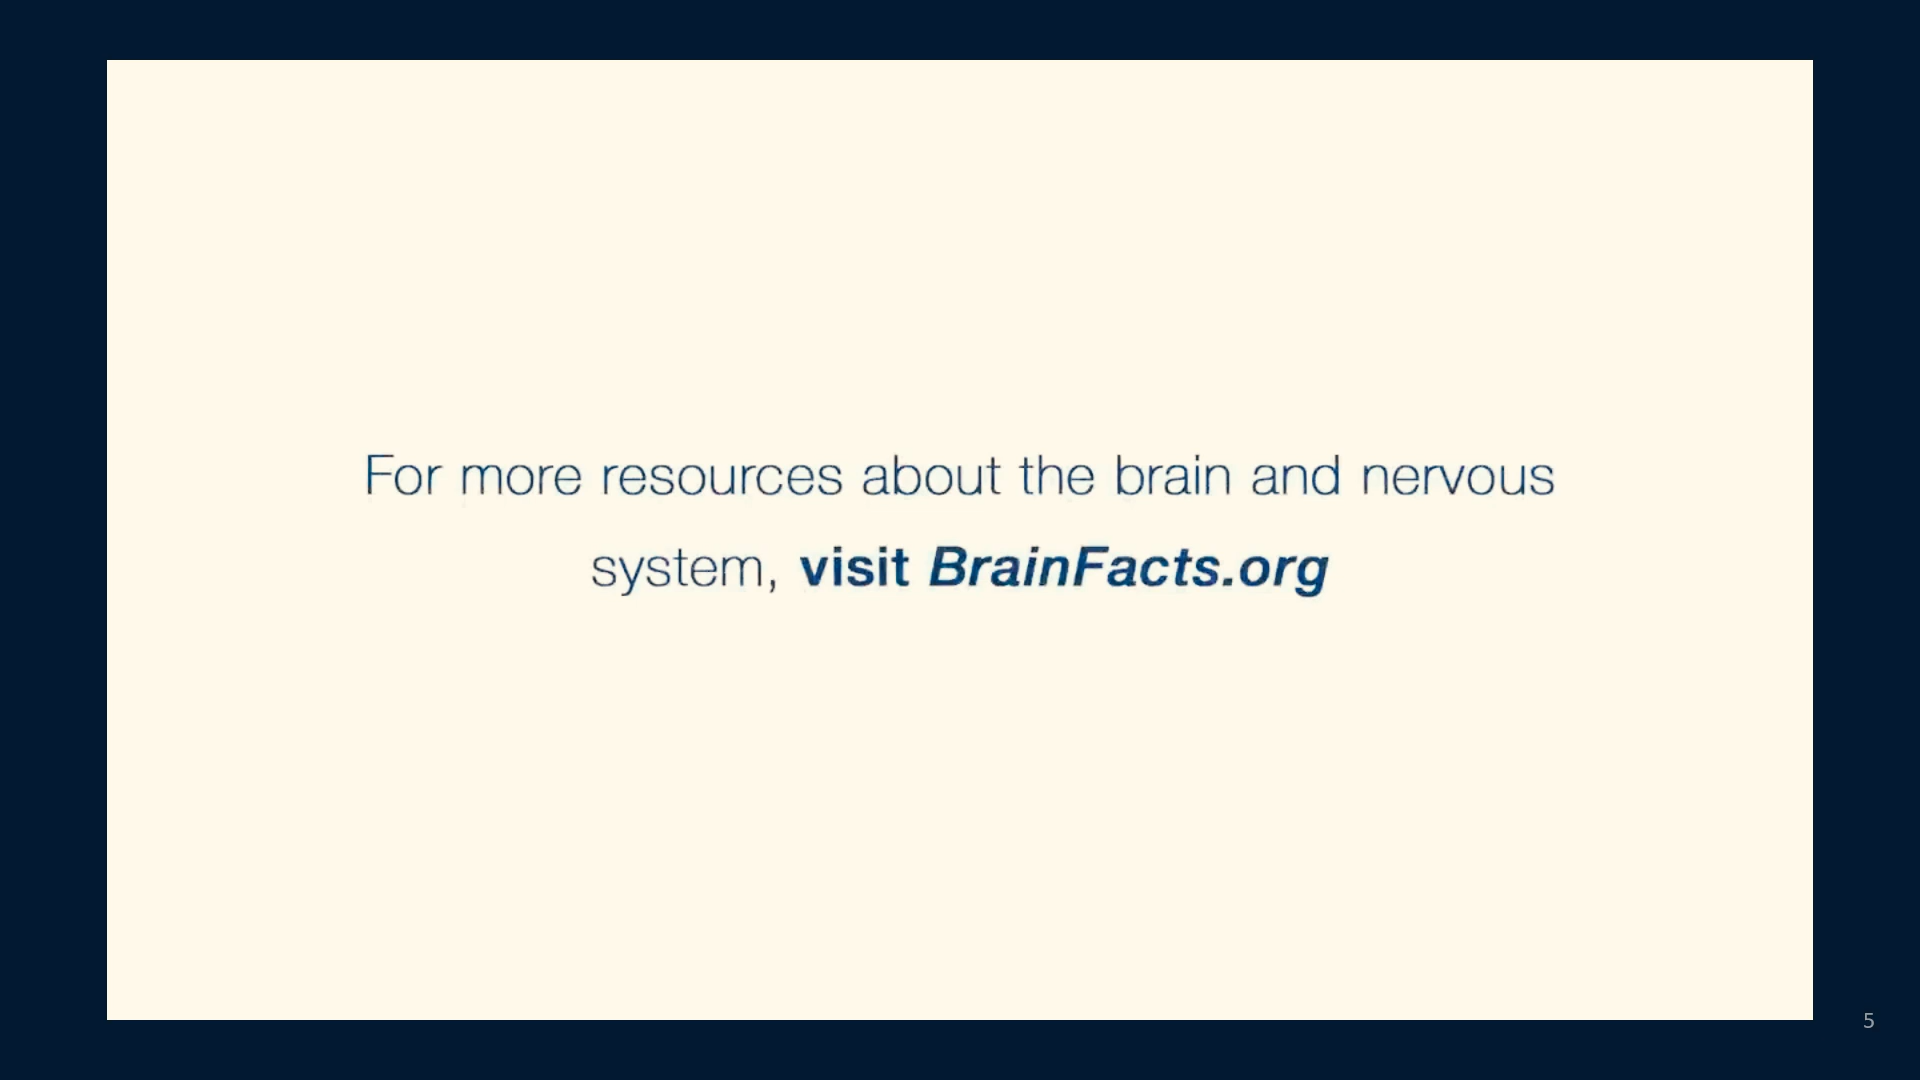 For more resources about the brain and nervous
system, visit BrainFacts.org
5